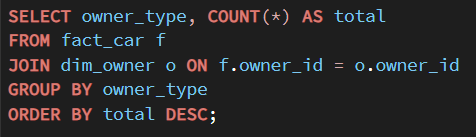 SELECT owner_type, COUNT(*) AS total
FROM fact_car f
JOIN dim_owner o ON f.owner_id = o.owner_id
GROUP BY owner_type
ORDER BY total DESC;